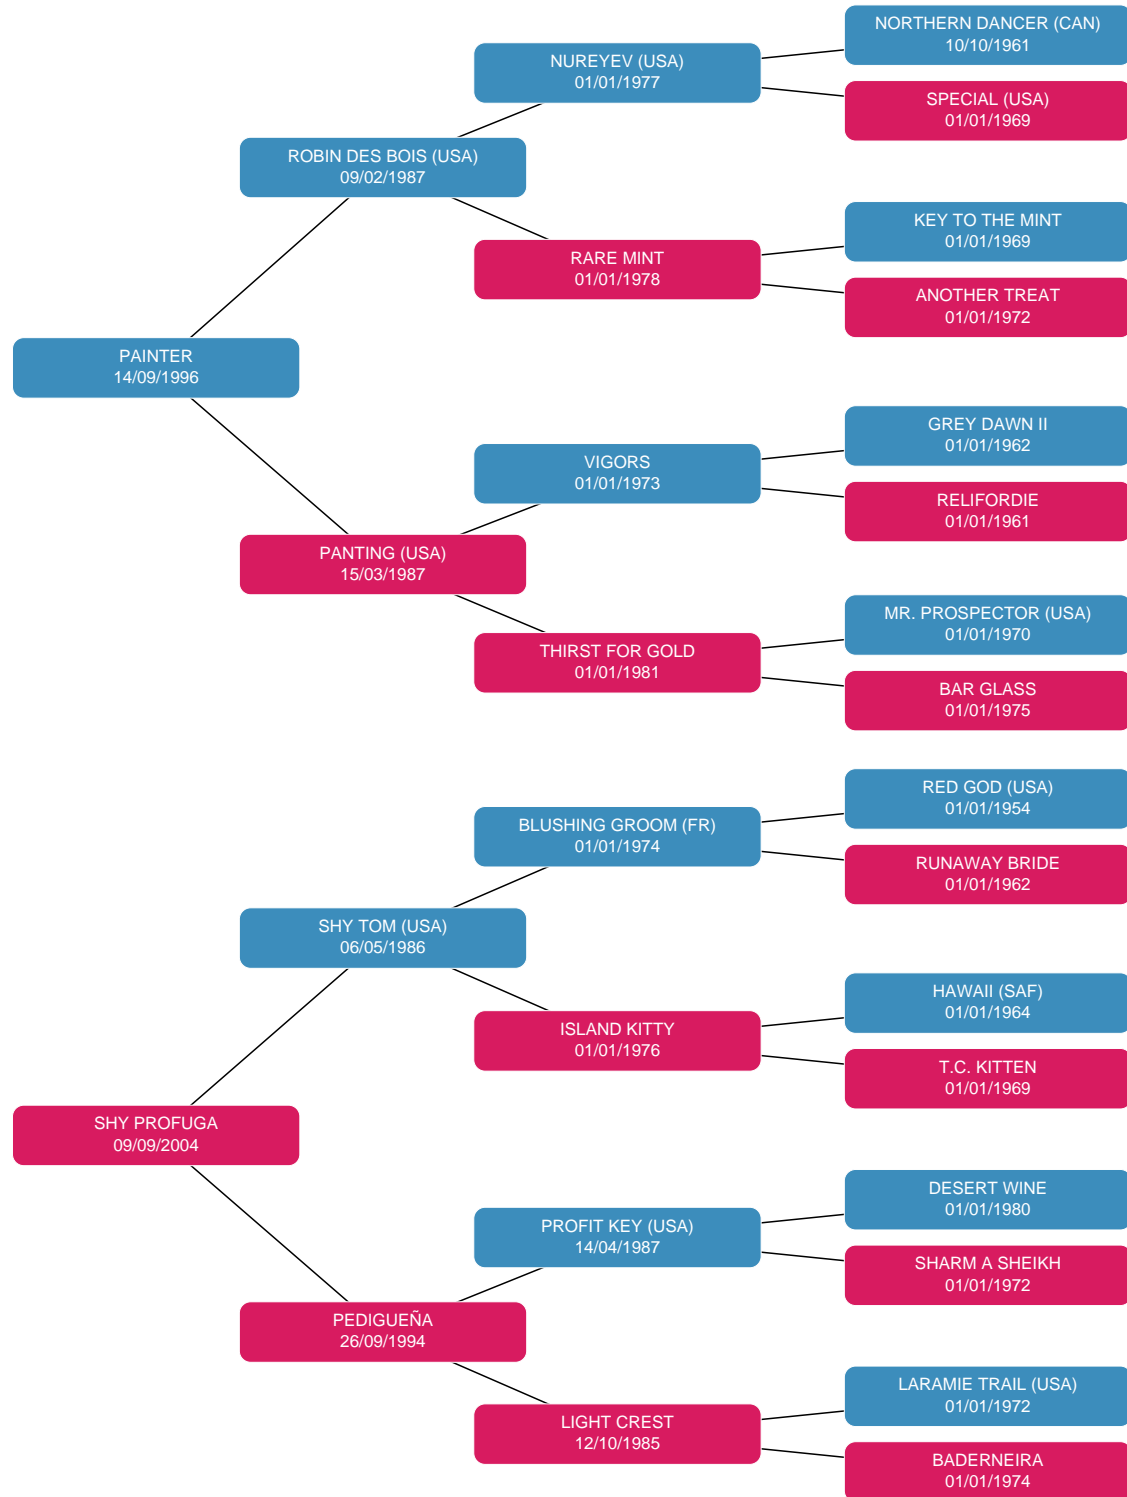 NORTHERN DANCER (CAN)
10/10/1961
NUREYEV (USA)
01/01/1977
SPECIAL (USA)
01/01/1969
ROBIN DES BOIS (USA)
09/02/1987
KEY TO THE MINT
01/01/1969
RARE MINT
01/01/1978
ANOTHER TREAT
01/01/1972
PAINTER
14/09/1996
GREY DAWN II
01/01/1962
VIGORS
01/01/1973
RELIFORDIE
01/01/1961
PANTING (USA)
15/03/1987
MR. PROSPECTOR (USA)
01/01/1970
THIRST FOR GOLD
01/01/1981
BAR GLASS
01/01/1975
RED GOD (USA)
01/01/1954
BLUSHING GROOM (FR)
01/01/1974
RUNAWAY BRIDE
01/01/1962
SHY TOM (USA)
06/05/1986
HAWAII (SAF)
01/01/1964
ISLAND KITTY
01/01/1976
T.C. KITTEN
01/01/1969
SHY PROFUGA
09/09/2004
DESERT WINE
01/01/1980
PROFIT KEY (USA)
14/04/1987
SHARM A SHEIKH
01/01/1972
PEDIGUEÑA
26/09/1994
LARAMIE TRAIL (USA)
01/01/1972
LIGHT CREST
12/10/1985
BADERNEIRA
01/01/1974